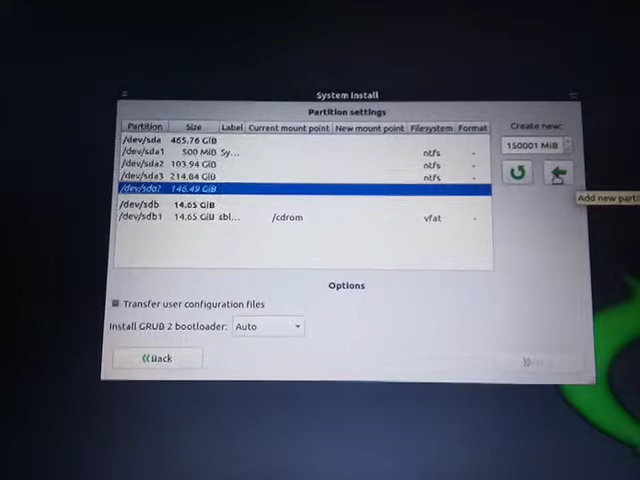 System install
Partition settings
Partition Size Label Current mount point New mount point Filesystem Format
/dev/sda 465.76 GiB
/dev/sda1 500 MiB Sy... ntfs -
/dev/sda2 103.94 GiB ntfs -
/dev/sda3 214.84 GiB ntfs -
/dev/sda? 146.49 GiB
/dev/sdb 14.65 GiB
/dev/sdb1 14.65 GiB sbl... /cdrom vfat -
Create new:
150001 MiB
Add new parti
Options
Transfer user configuration files
Install GRUB 2 bootloader: Auto
Back